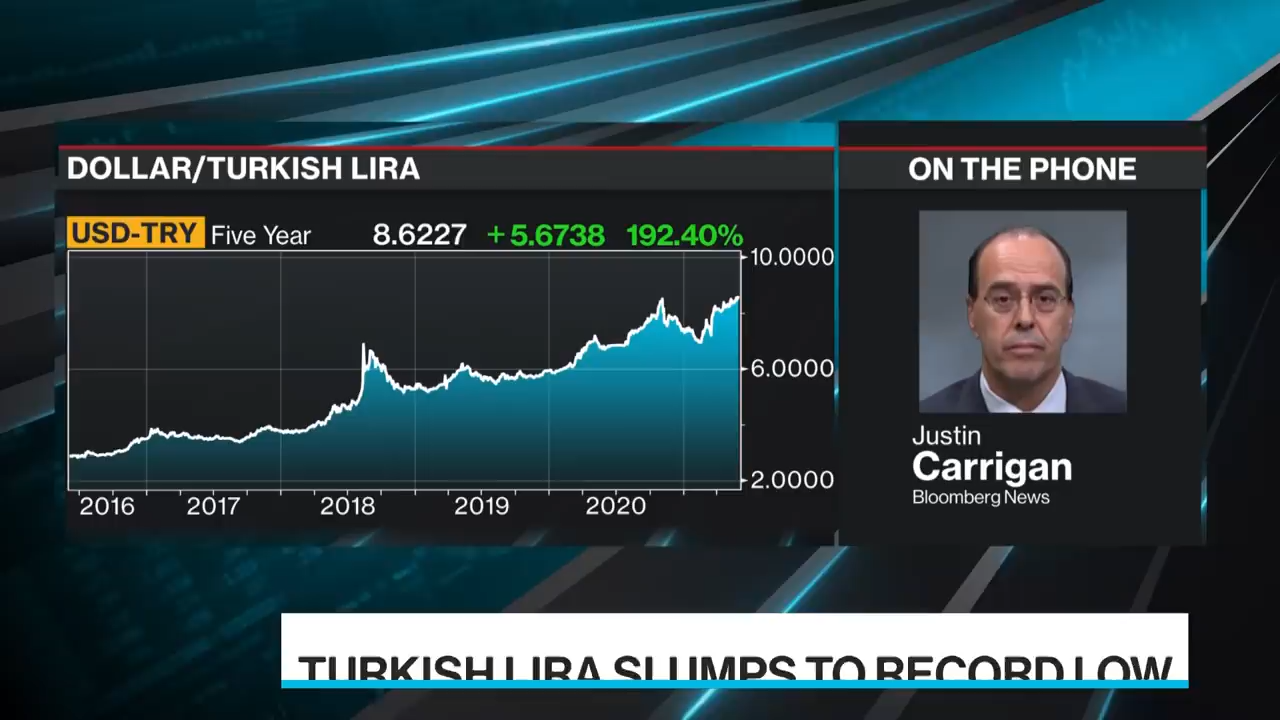 DOLLAR/TURKISH LIRA
USD-TRY Five Year 8.6227 +5.6738 192.40%
10.0000
6.0000
2.0000
2016 2017 2018 2019 2020
ON THE PHONE
Justin
Carrigan
Bloomberg News
TURKISH LIRA SLUMPS TO RECORD LOW